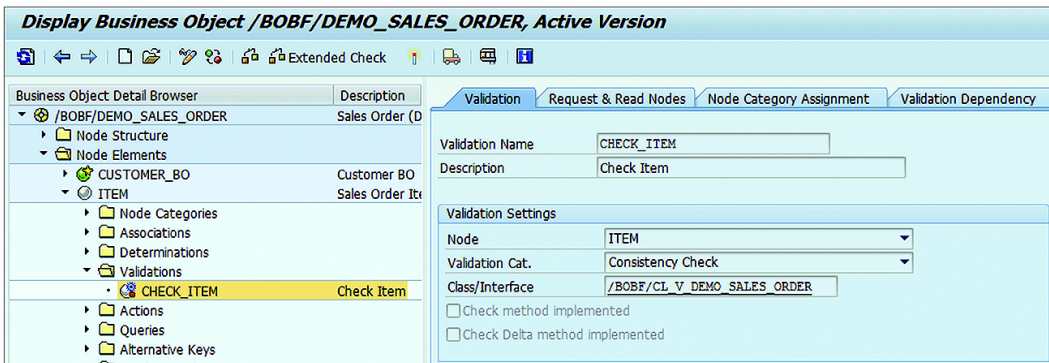 Display Business Object /BOBF/DEMO_SALES_ORDER, Active Version
Extended Check
Business Object Detail Browser Description
/BOBF/DEMO_SALES_ORDER Sales Order (D
Node Structure
Node Elements
CUSTOMER_BO Customer BO
ITEM Sales Order Ite
Node Categories
Associations
Determinations
Validations
CHECK_ITEM Check Item
Actions
Queries
Alternative Keys
Validation Request & Read Nodes Node Category Assignment Validation Dependency
Validation Name CHECK_ITEM
Description Check Item
Validation Settings
Node ITEM
Validation Cat. Consistency Check
Class/Interface /BOBF/CL_V_DEMO_SALES_ORDER
Check method implemented
Check Delta method implemented